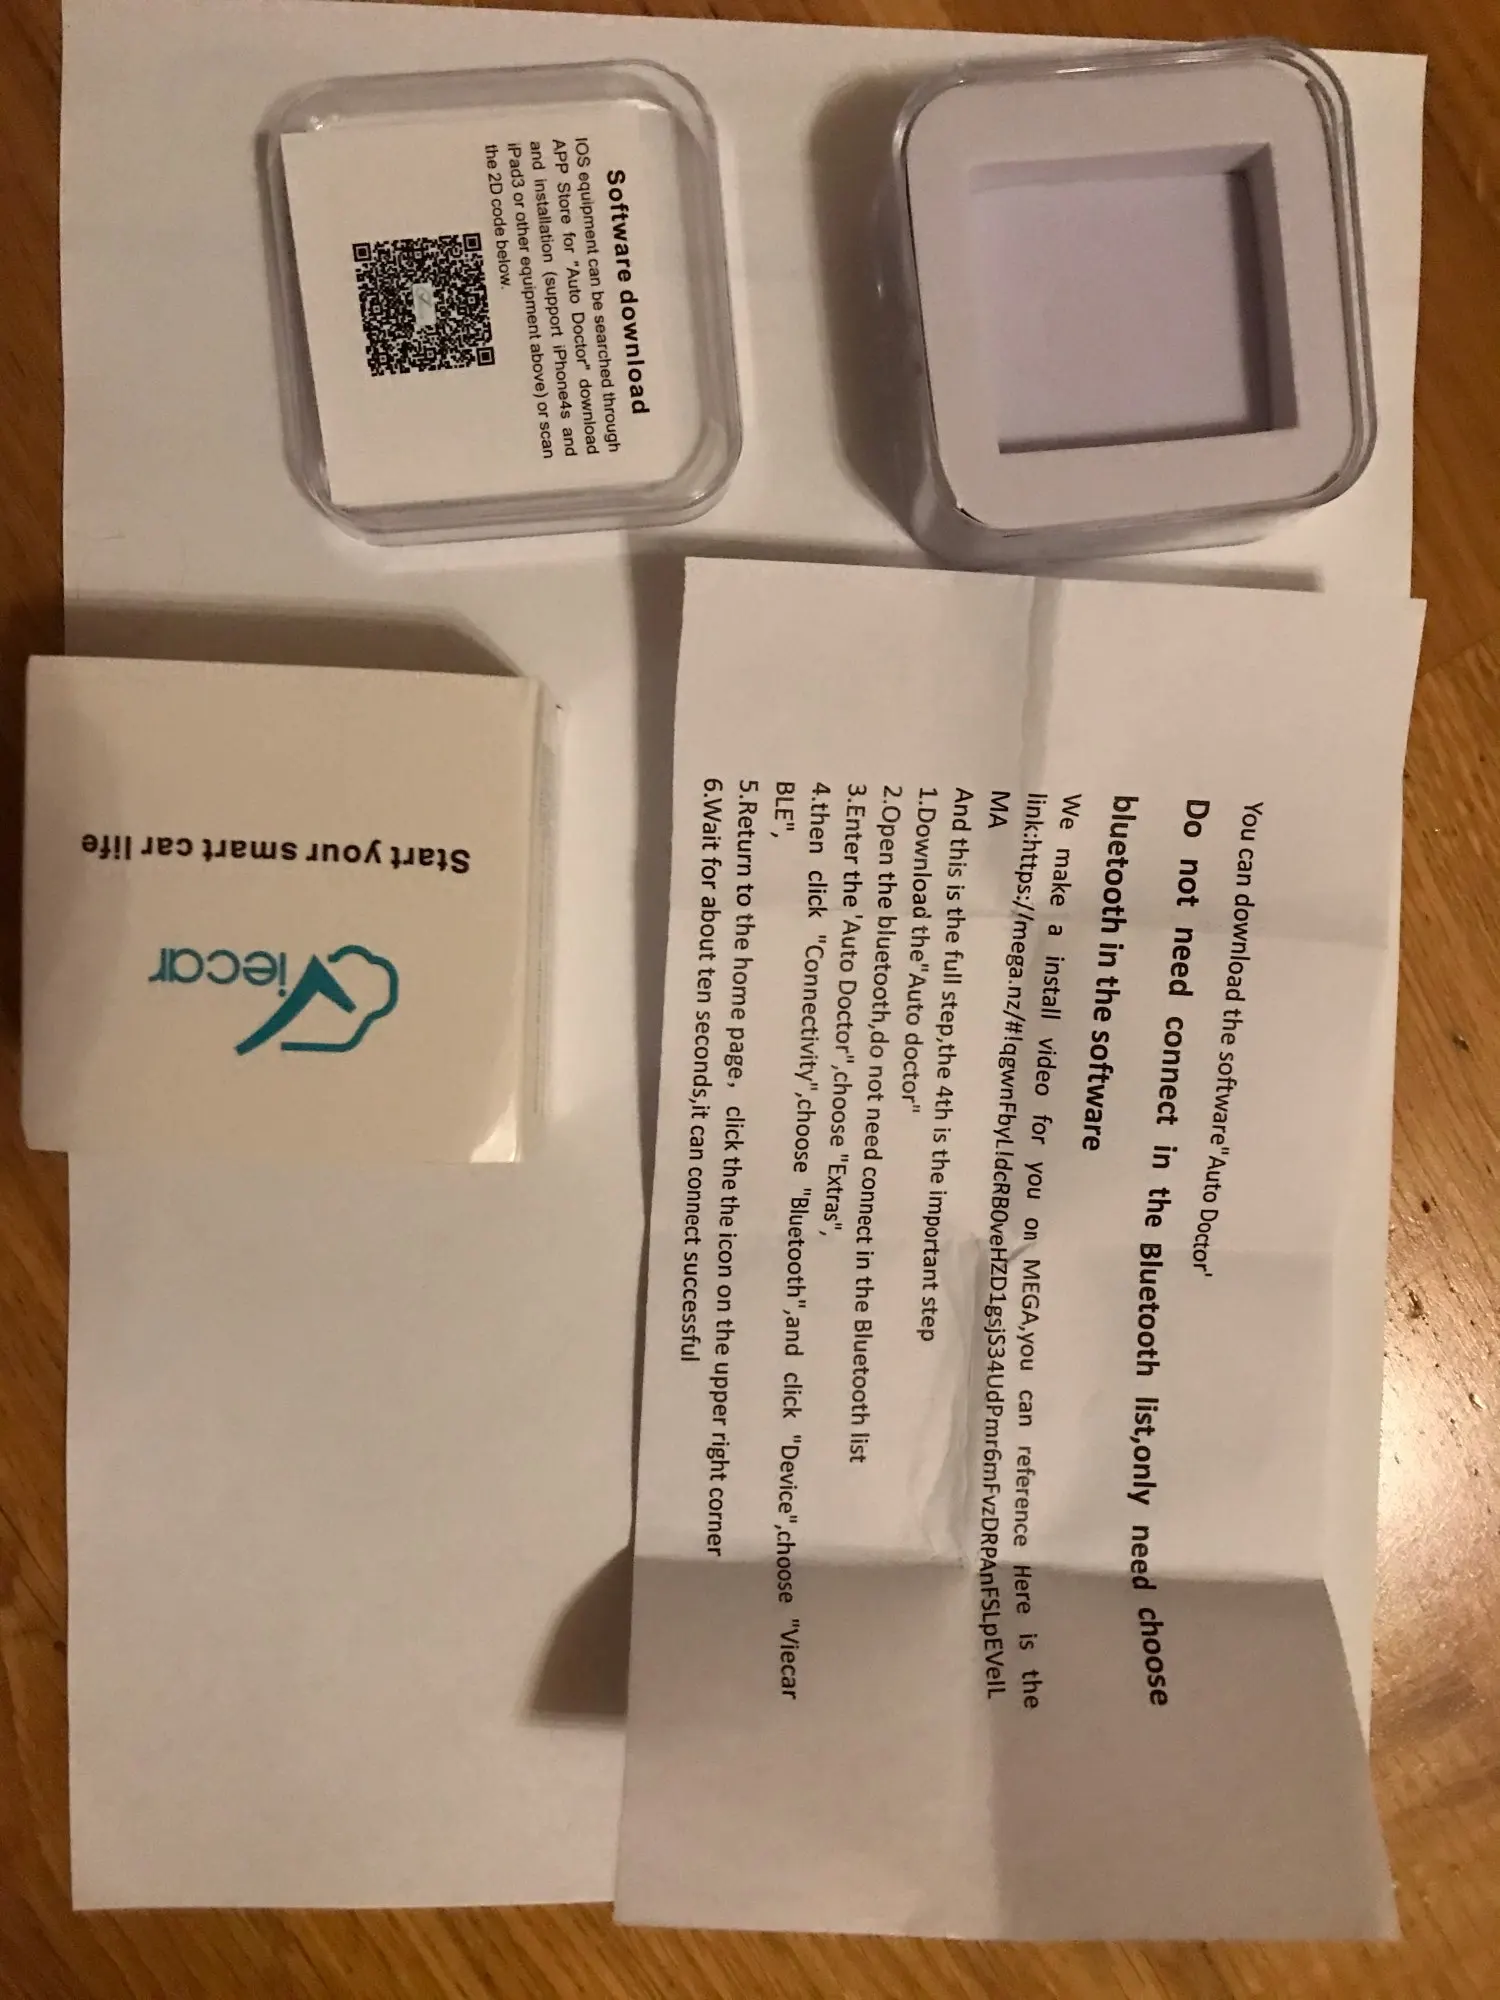 Software download
IOS equipment can be searched through
APP Store for "Auto Doctor" download
and installation (support iPhone4s and
iPad3 or other equipment above) or scan
the 2D code below.
You can download the software"Auto Doctor'
Do not need connect in the Bluetooth list,only need choose
bluetooth in the software
We make a install video for you on MEGA,you can reference Here is the
link:https://mega.nz/#!qgwnFbyL!dcRB0veHZD1gsjS34UdPmr6mFvzDRPAnFSLpEVeIL
MA
And this is the full step,the 4th is the important step
1.Download the"Auto doctor"
2.Open the bluetooth,do not need connect in the Bluetooth list
3.Enter the'Auto Doctor",choose "Extras",
4.then click "Connectivity",choose "Bluetooth",and click "Device",choose "Viecar
BLE",
5.Return to the home page, click the the icon on the upper right corner
6.Wait for about ten seconds,it can connect successful
Viecar
Start your smart car life